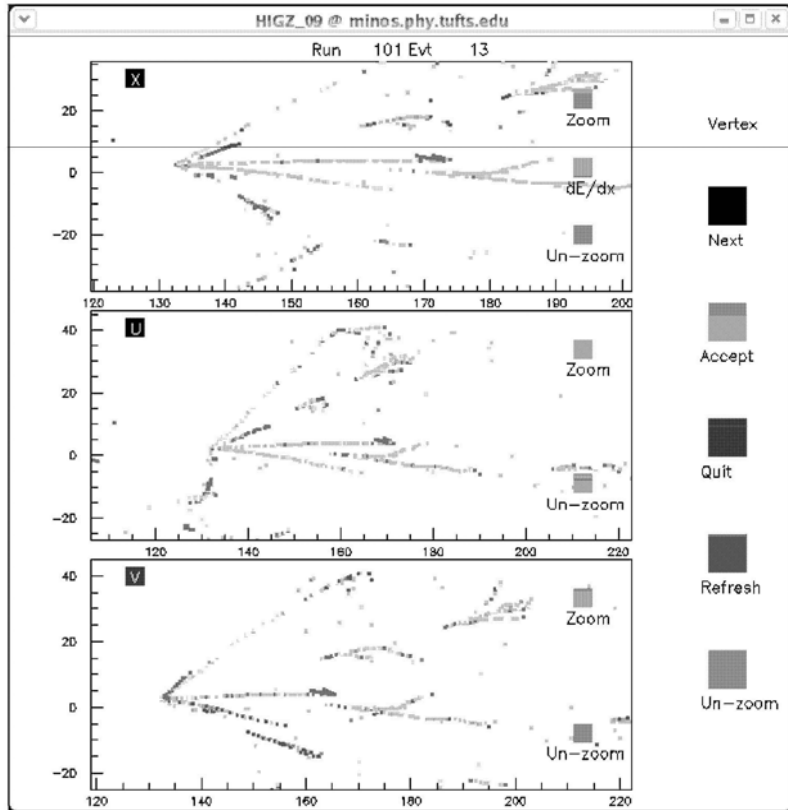 HIGZ_09 @ minos.phy.tufts.edu
Run 101 Evt 13
X
20
0
-20
Zoom
dE/dx
Un-zoom
120 130 140 150 160 170 180 190 200
U
40
20
0
-20
Zoom
Un-zoom
120 140 160 180 200 220
V
40
20
0
-20
Zoom
Un-zoom
120 140 160 180 200 220
Vertex
Next
Accept
Quit
Refresh
Un-zoom